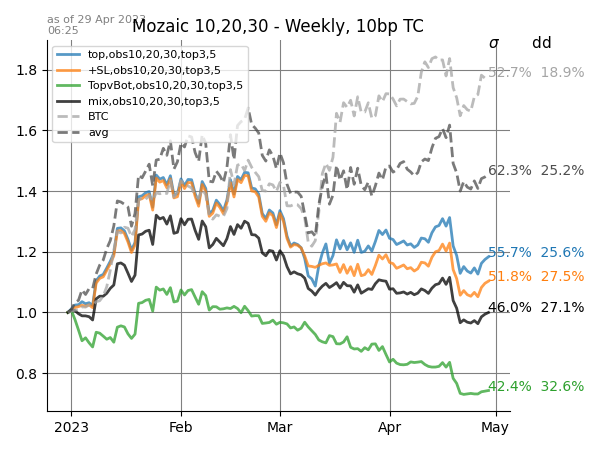 as of 29 Apr 2023
06:25
Mozaic 10,20,30 - Weekly, 10bp TC
σ dd
top,obs10,20,30,top3,5
+SL,obs10,20,30,top3,5
TopvBot,obs10,20,30,top3,5
mix,obs10,20,30,top3,5
BTC
avg
52.7% 18.9%
62.3% 25.2%
55.7% 25.6%
51.8% 27.5%
46.0% 27.1%
42.4% 32.6%
1.8
1.6
1.4
1.2
1.0
0.8
2023 Feb Mar Apr May